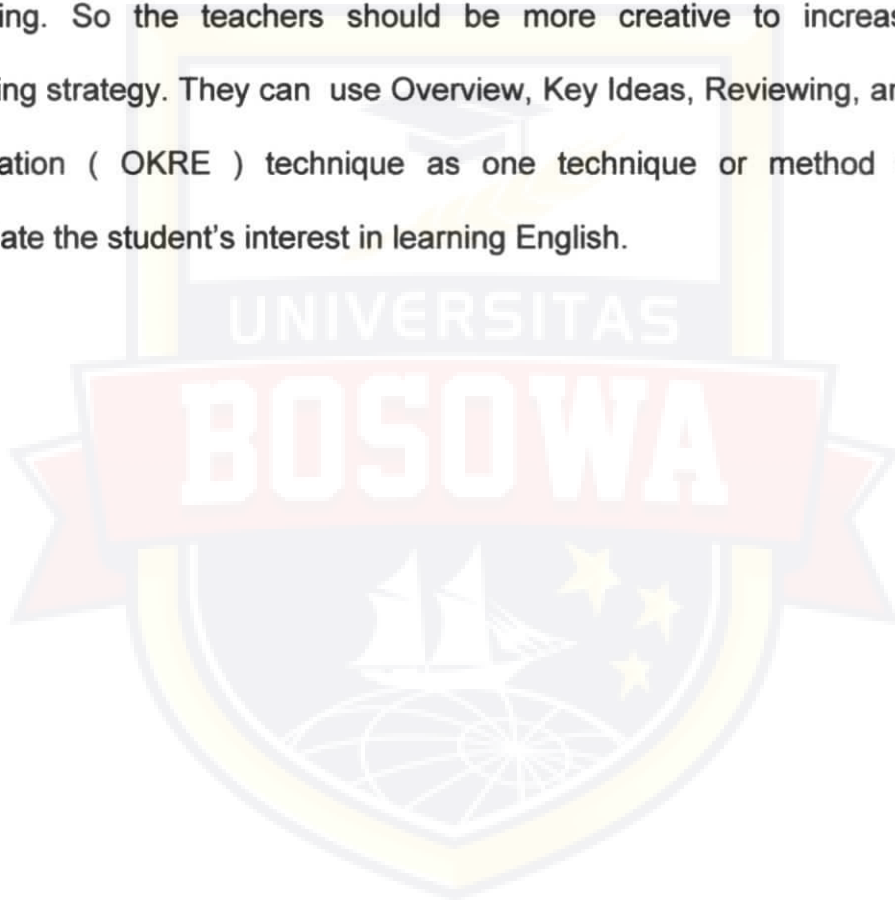 ing. So the teachers should be more creative to increas
ing strategy. They can use Overview, Key Ideas, Reviewing, an
ation ( OKRE ) technique as one technique or method
ate the student's interest in learning English.
UNIVERSITAS
BOSOWA